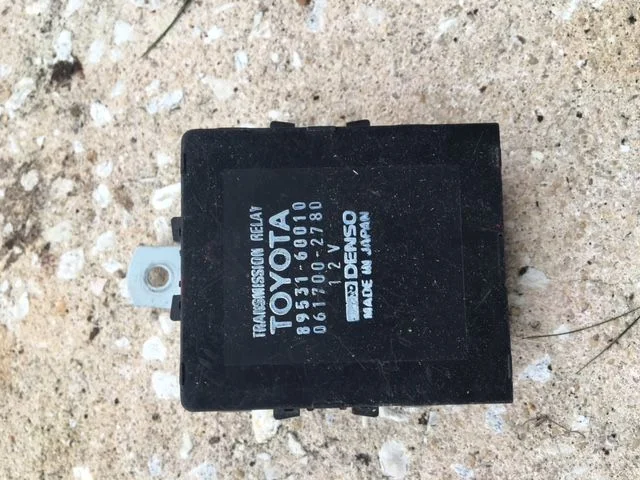 TRANSMISSION RELAY
TOYOTA
89531-60010
061700-2780
12V
DENSO
MADE IN JAPAN